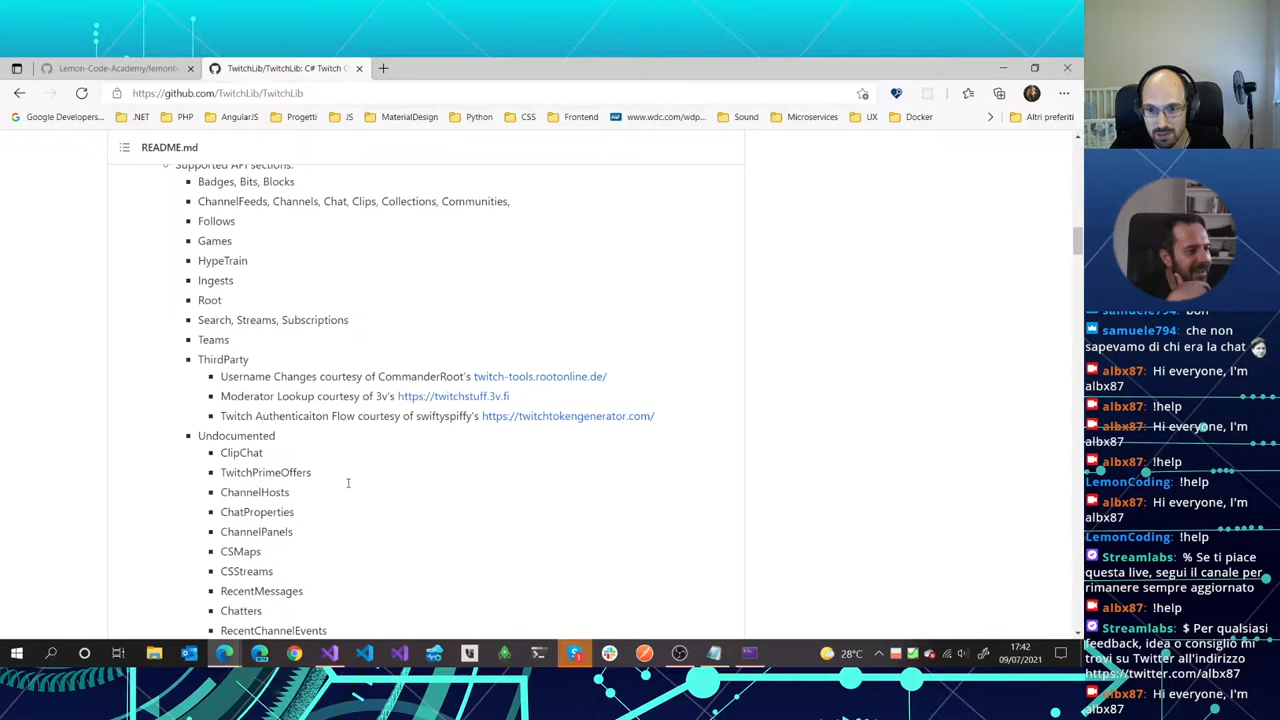 Lemon-Code-Academy/lemonb
TwitchLib/TwitchLib: C# Twitch C
https://github.com/TwitchLib/TwitchLib
Google Developers...
.NET
PHP
AngularJS
Progetti
JS
MaterialDesign
Python
CSS
Frontend
www.wdc.com/wdp...
Sound
Microservices
UX
Docker
Altri preferiti
README.md
Supported API sections:
Badges, Bits, Blocks
ChannelFeeds, Channels, Chat, Clips, Collections, Communities,
Follows
Games
HypeTrain
Ingests
Root
Search, Streams, Subscriptions
Teams
ThirdParty
Username Changes courtesy of CommanderRoot's twitch-tools.rootonline.de/
Moderator Lookup courtesy of 3v's https://twitchstuff.3v.fi
Twitch Authenticaiton Flow courtesy of swiftyspiffy's https://twitchtokengenerator.com/
Undocumented
ClipChat
TwitchPrimeOffers
ChannelHosts
ChatProperties
ChannelPanels
CSMaps
CSStreams
RecentMessages
Chatters
RecentChannelEvents
28°C
17:42
09/07/2021
samuele794: bon
samuele794: che non
sapevamo di chi era la chat
albx87: Hi everyone, I'm
albx87
albx87: !help
albx87: Hi everyone, I'm
albx87
albx87: !help
LemonCoding: !help
albx87: Hi everyone, I'm
albx87
LemonCoding: !help
Streamlabs: % Se ti piace
questa live, segui il canale per
rimanere sempre aggiornato
albx87: !help
Streamlabs: $ Per qualsiasi
feedback, idea o consiglio mi
trovi su Twitter all'indirizzo
https://twitter.com/albx87
albx87: Hi everyone, I'm
albx87